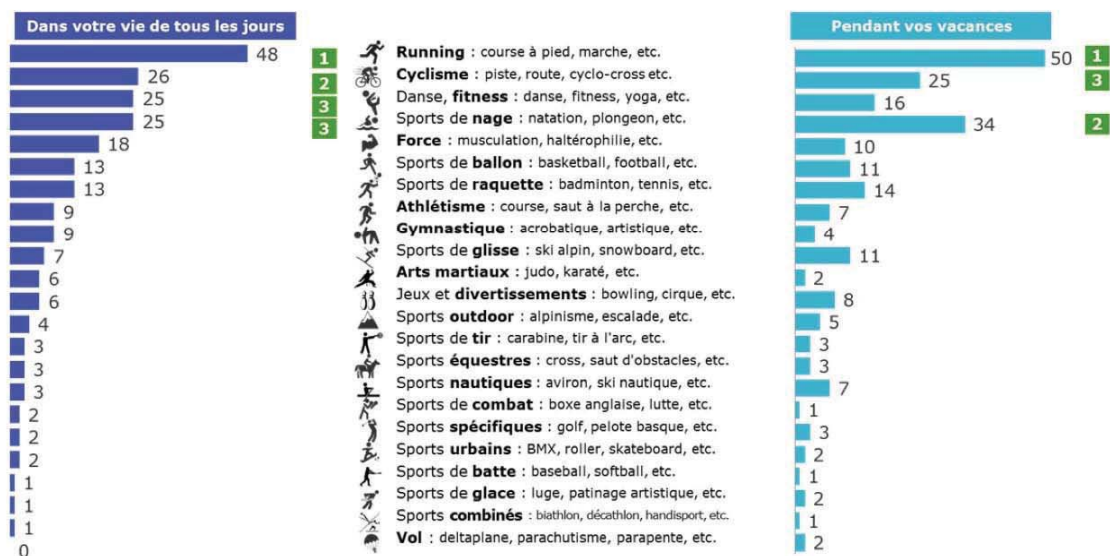 Dans votre vie de tous les jours
Pendant vos vacances
48 1 Running : course à pied, marche, etc. 50 1
26 2 Cyclisme : piste, route, cyclo-cross etc. 25 3
25 3 Danse, fitness : danse, fitness, yoga, etc. 16
25 3 Sports de nage : natation, plongeon, etc. 34 2
18 Force : musculation, haltérophilie, etc. 10
13 Sports de ballon : basketball, football, etc. 11
13 Sports de raquette : badminton, tennis, etc. 14
9 Athlétisme : course, saut à la perche, etc. 7
9 Gymnastique : acrobatique, artistique, etc. 4
7 Sports de glisse : ski alpin, snowboard, etc. 11
6 Arts martiaux : judo, karaté, etc. 2
6 Jeux et divertissements : bowling, cirque, etc. 8
4 Sports outdoor : alpinisme, escalade, etc. 5
3 Sports de tir : carabine, tir à l'arc, etc. 3
3 Sports équestres : cross, saut d'obstacles, etc. 3
3 Sports nautiques : aviron, ski nautique, etc. 7
2 Sports de combat : boxe anglaise, lutte, etc. 1
2 Sports spécifiques : golf, pelote basque, etc. 3
2 Sports urbains : BMX, roller, skateboard, etc. 2
1 Sports de batte : baseball, softball, etc. 1
1 Sports de glace : luge, patinage artistique, etc. 2
1 Sports combinés : biathlon, décathlon, handisport, etc. 1
0 Vol : deltaplane, parachutisme, parapente, etc. 2